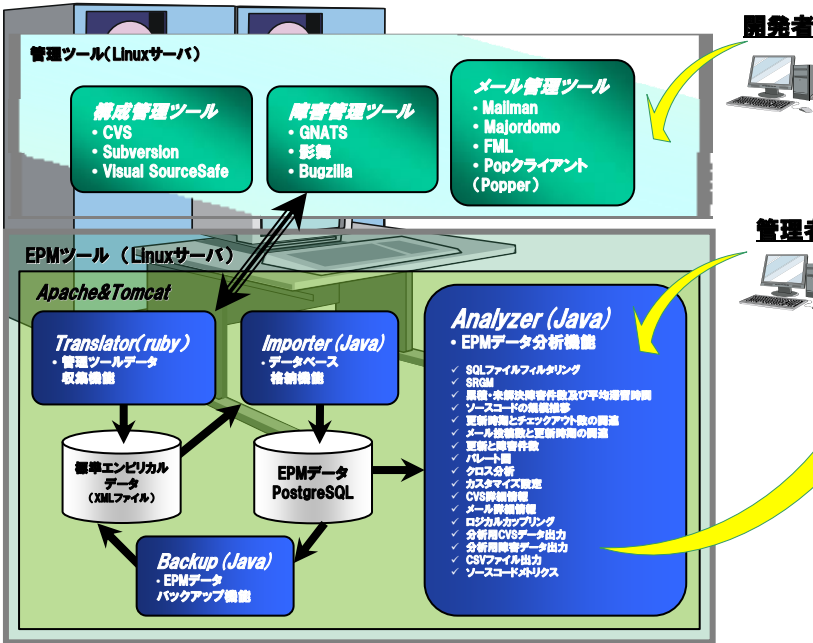 開発者
管理ツール(Linuxサーバ)
構成管理ツール
・CVS
・Subversion
・Visual SourceSafe
障害管理ツール
・GNATS
・影舞
・Bugzilla
メール管理ツール
・Mailman
・Majordomo
・FML
・Popクライアント
(Popper)
管理者
EPMツール (Linuxサーバ)
Apache&Tomcat
Translator(ruby)
・管理ツールデータ
収集機能
Importer(Java)
・データベース
格納機能
標準エンピリカル
データ
(XMLファイル)
EPMデータ
PostgreSQL
Backup(Java)
・EPMデータ
バックアップ機能
Analyzer(Java)
・EPMデータ分析機能
✓ SQLファイルフィルタリング
✓ SRGM
✓ 累積・未解決障害件数及び平均滞留時間
✓ ソースコードの規模推移
✓ 更新時期とチェックアウト数の関連
✓ メール投稿数と更新時期の関連
✓ 更新と障害件数
✓ パレート図
✓ クロス分析
✓ カスタマイズ設定
✓ CVS詳細情報
✓ メール詳細情報
✓ ロジカルカップリング
✓ 分析用CVSデータ出力
✓ 分析用障害データ出力
✓ CSVファイル出力
✓ ソースコードメトリクス